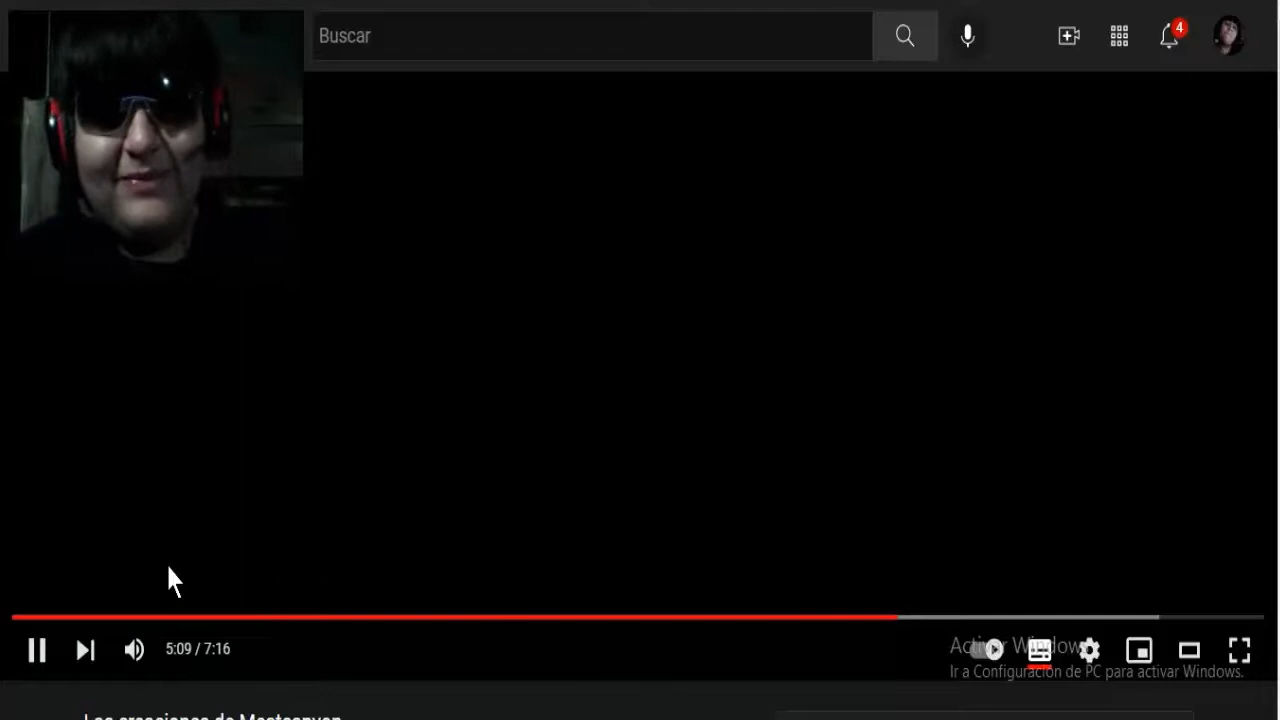 Buscar
4
5:09 / 7:16
Activar Windows
Ir a Configuración de PC para activar Windows.